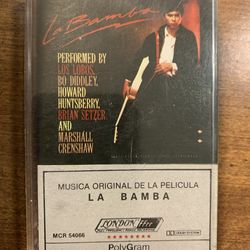 La Bamba
PERFORMED BY
LOS LOBOS,
BO DIDDLEY,
HOWARD
HUNTSBERRY,
BRIAN SETZER
AND
MARSHALL
CRENSHAW
MUSICA ORIGINAL DE LA PELICULA
LA BAMBA
LONDON
MCR 54066
PolyGram